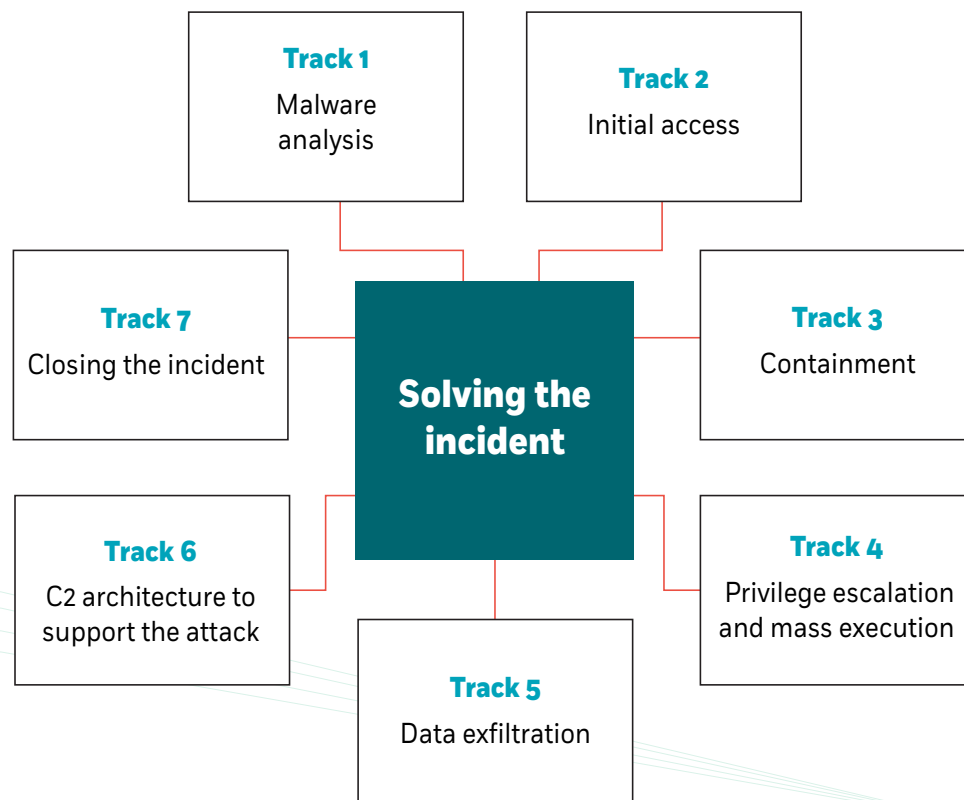 Track 1
Malware
analysis
Track 2
Initial access
Track 7
Closing the incident
Solving the
incident
Track 3
Containment
Track 6
C2 architecture to
support the attack
Track 4
Privilege escalation
and mass execution
Track 5
Data exfiltration